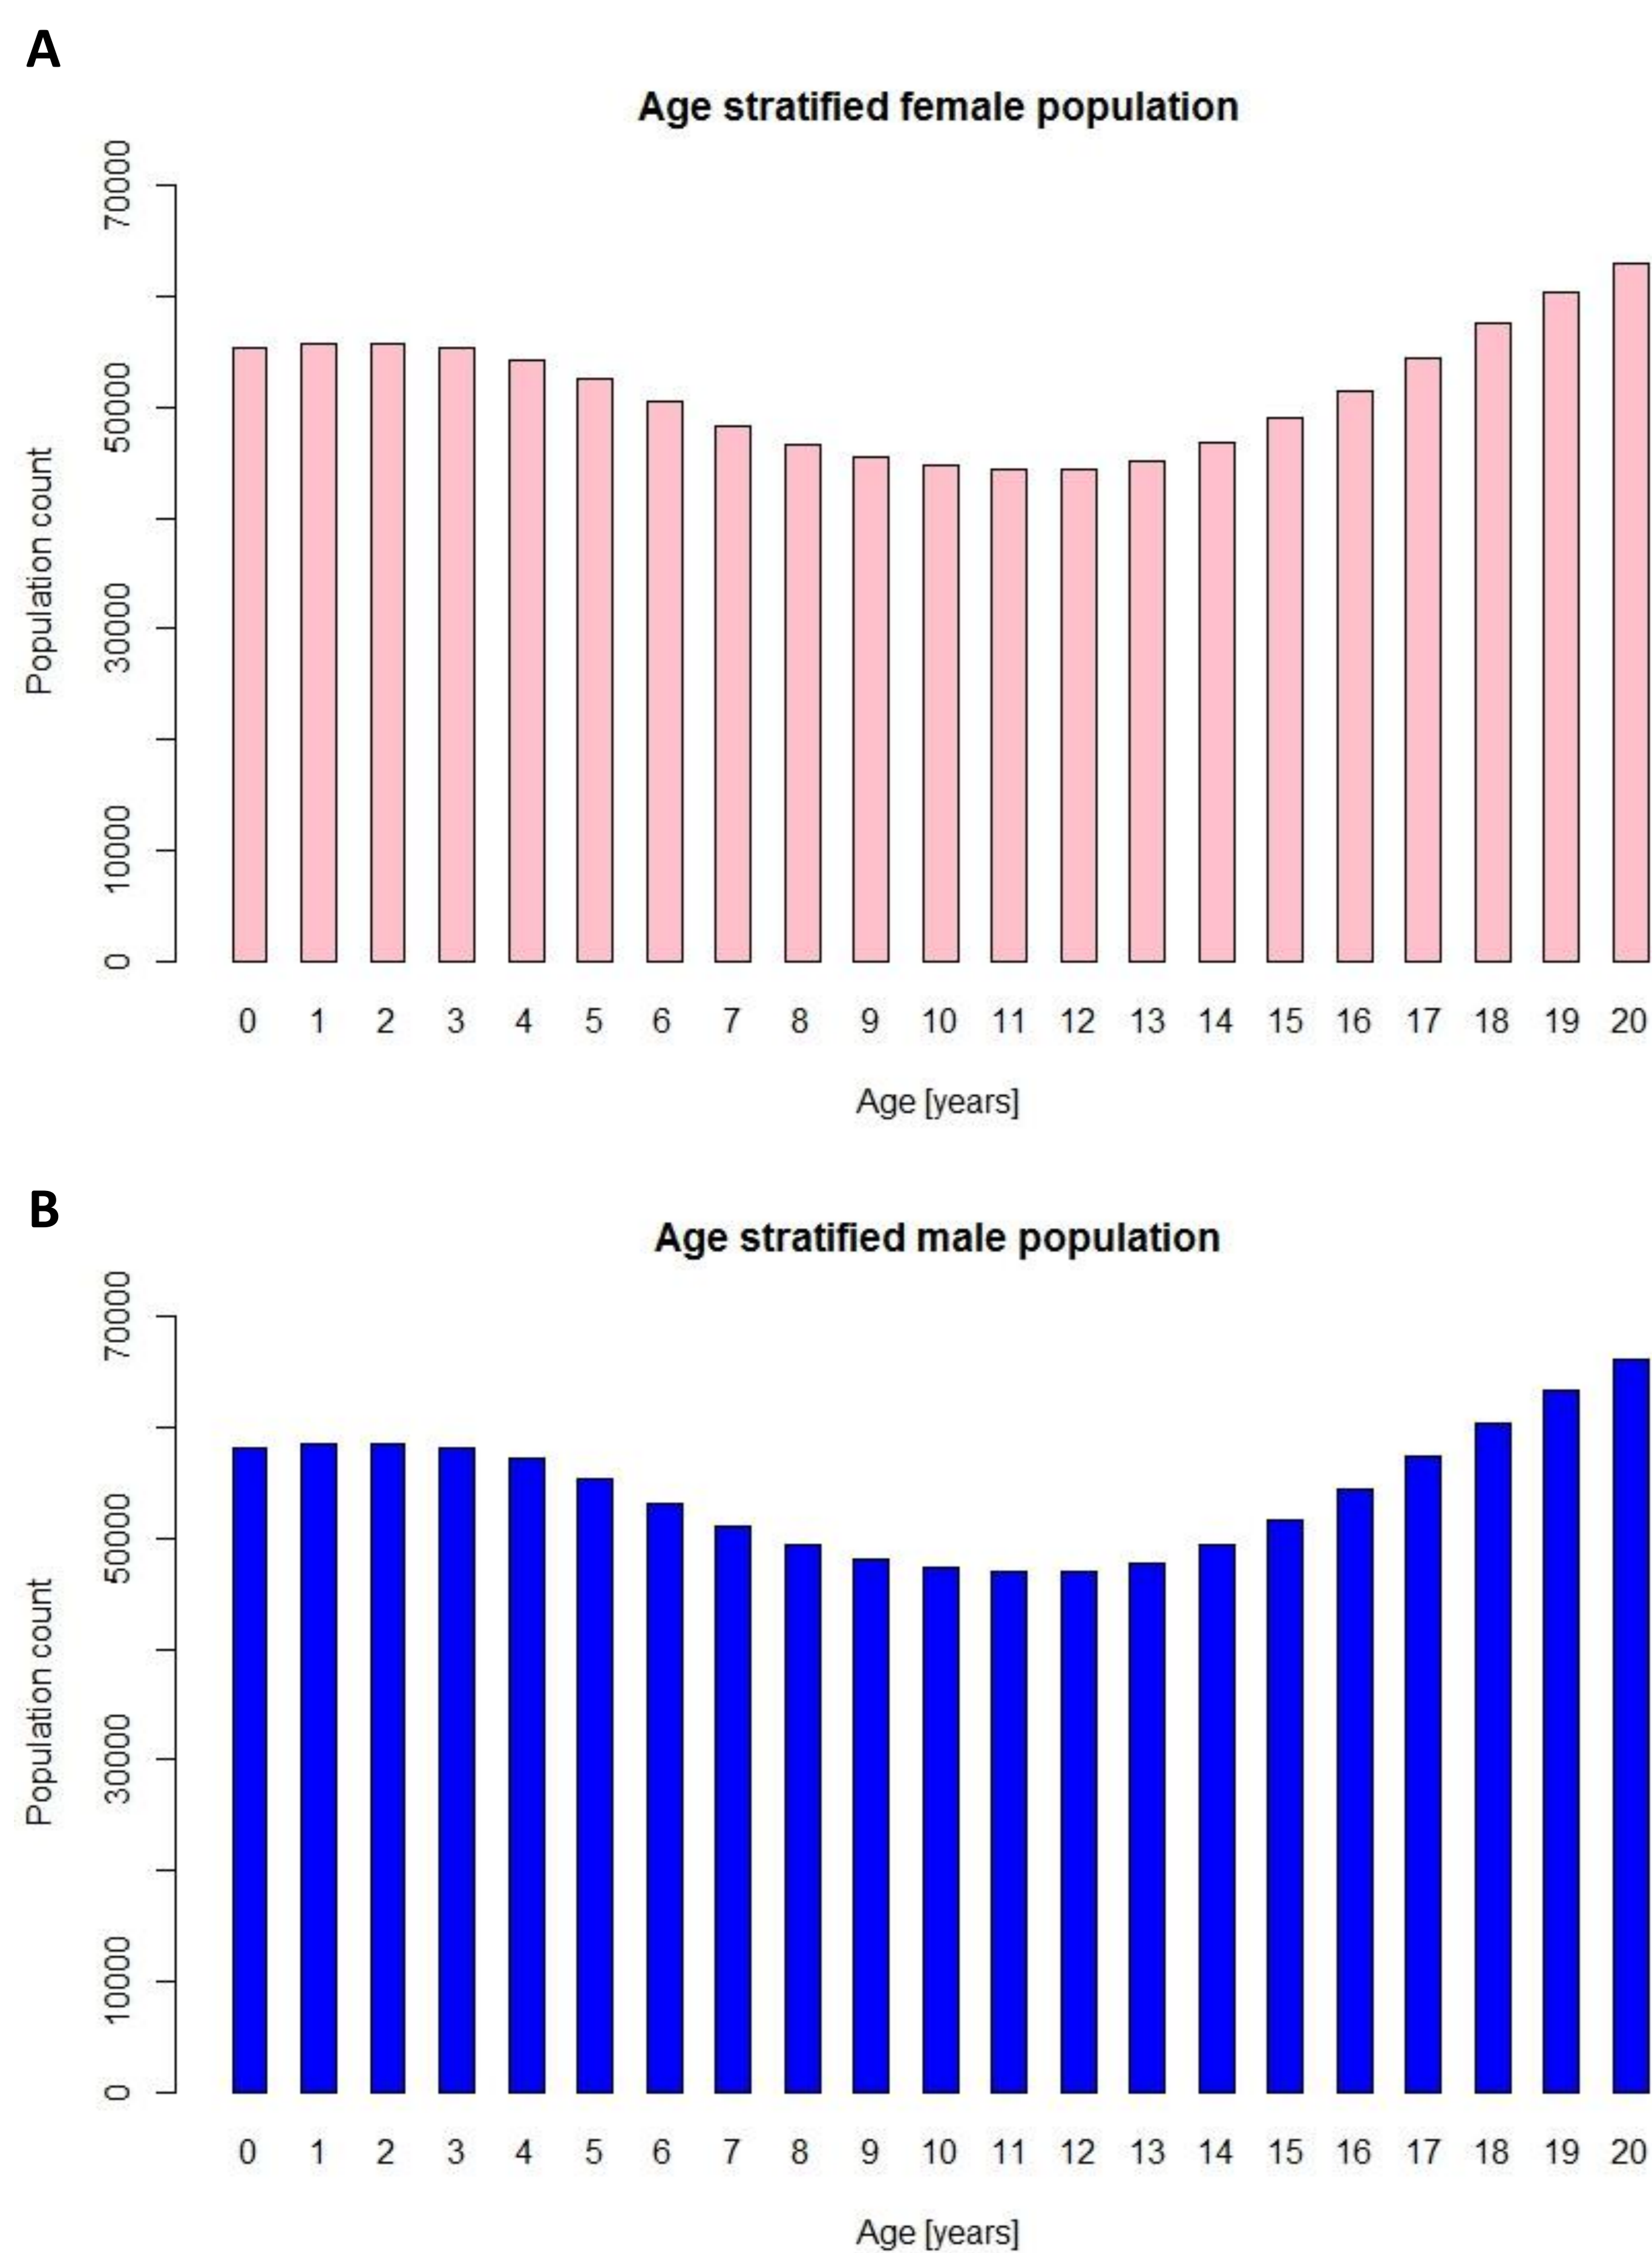 A
Age stratified female population
70000
50000
30000
10000
0
Population count
0 1 2 3 4 5 6 7 8 9 10 11 12 13 14 15 16 17 18 19 20
Age [years]
B
Age stratified male population
70000
50000
30000
10000
0
Population count
0 1 2 3 4 5 6 7 8 9 10 11 12 13 14 15 16 17 18 19 20
Age [years]